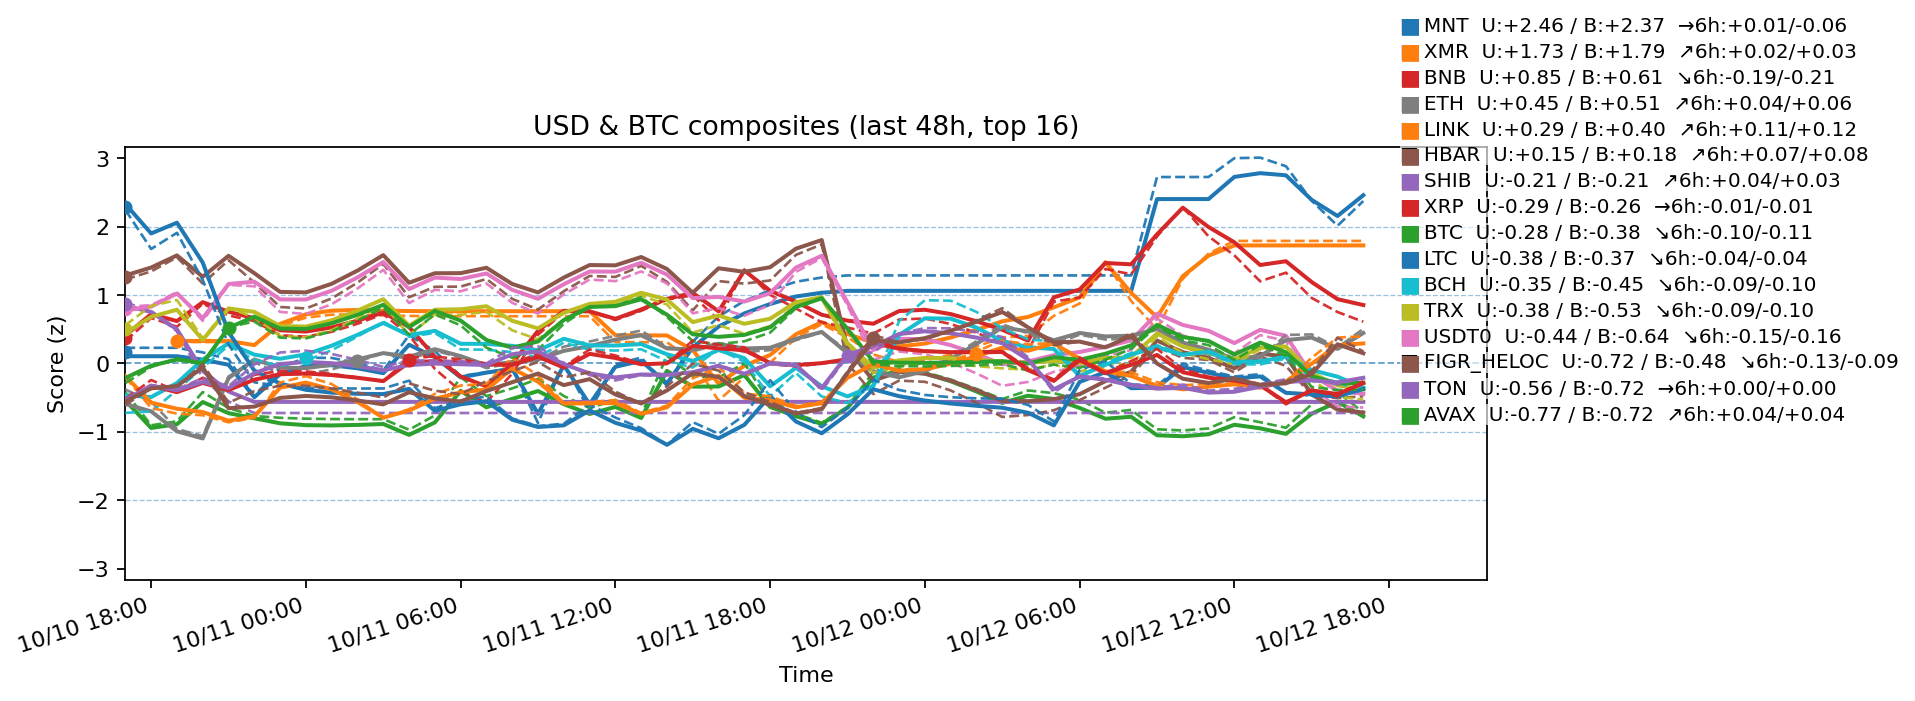 MNT U:+2.46 / B:+2.37 →6h:+0.01/-0.06
XMR U:+1.73 / B:+1.79 ↗6h:+0.02/+0.03
BNB U:+0.85 / B:+0.61 ↘6h:-0.19/-0.21
ETH U:+0.45 / B:+0.51 ↗6h:+0.04/+0.06
LINK U:+0.29 / B:+0.40 ↗6h:+0.11/+0.12
HBAR U:+0.15 / B:+0.18 ↗6h:+0.07/+0.08
SHIB U:-0.21 / B:-0.21 ↗6h:+0.04/+0.03
XRP U:-0.29 / B:-0.26 →6h:-0.01/-0.01
BTC U:-0.28 / B:-0.38 ↘6h:-0.10/-0.11
LTC U:-0.38 / B:-0.37 ↘6h:-0.04/-0.04
BCH U:-0.35 / B:-0.45 ↘6h:-0.09/-0.10
TRX U:-0.38 / B:-0.53 ↘6h:-0.09/-0.10
USDT0 U:-0.44 / B:-0.64 ↘6h:-0.15/-0.16
FIGR_HELOC U:-0.72 / B:-0.48 ↘6h:-0.13/-0.09
TON U:-0.56 / B:-0.72 →6h:+0.00/+0.00
AVAX U:-0.77 / B:-0.72 ↗6h:+0.04/+0.04
USD & BTC composites (last 48h, top 16)
Score (z)
3
2
1
0
−1
−2
−3
10/10 18:00
10/11 00:00
10/11 06:00
10/11 12:00
10/11 18:00
10/12 00:00
10/12 06:00
10/12 12:00
10/12 18:00
Time